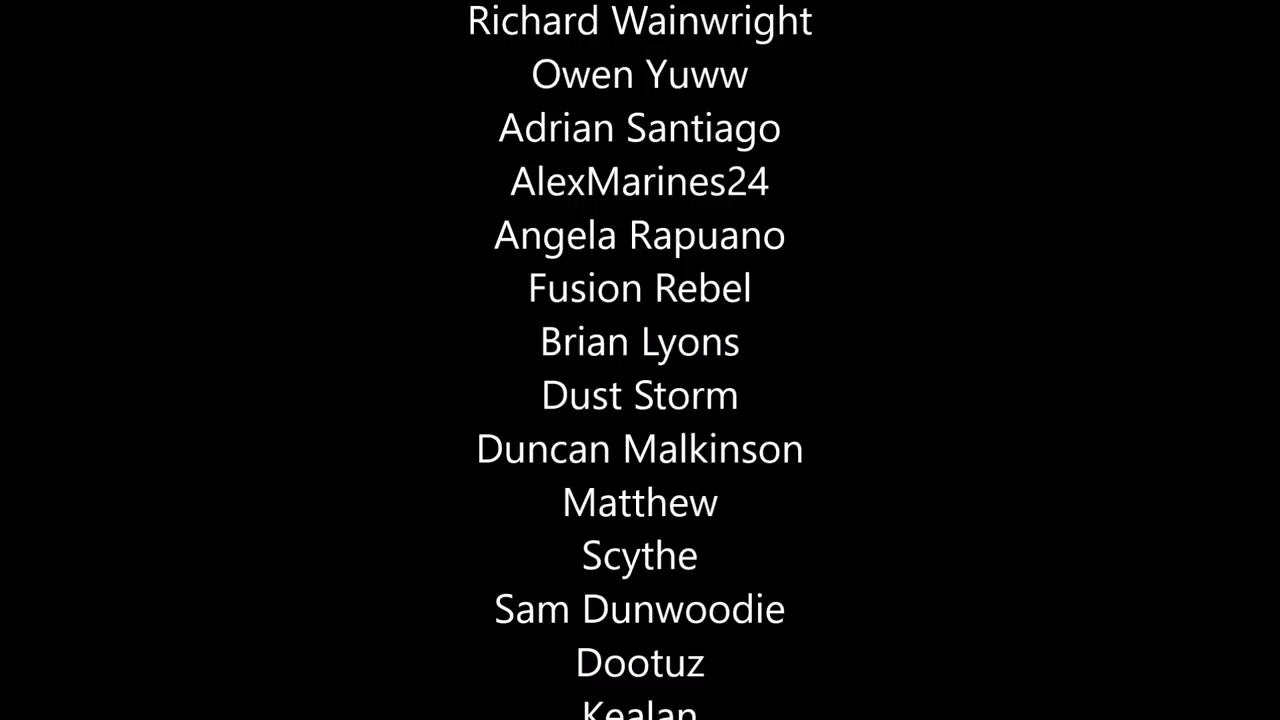 Richard Wainwright
Owen Yuww
Adrian Santiago
AlexMarines24
Angela Rapuano
Fusion Rebel
Brian Lyons
Dust Storm
Duncan Malkinson
Matthew
Scythe
Sam Dunwoodie
Dootuz
Kealan